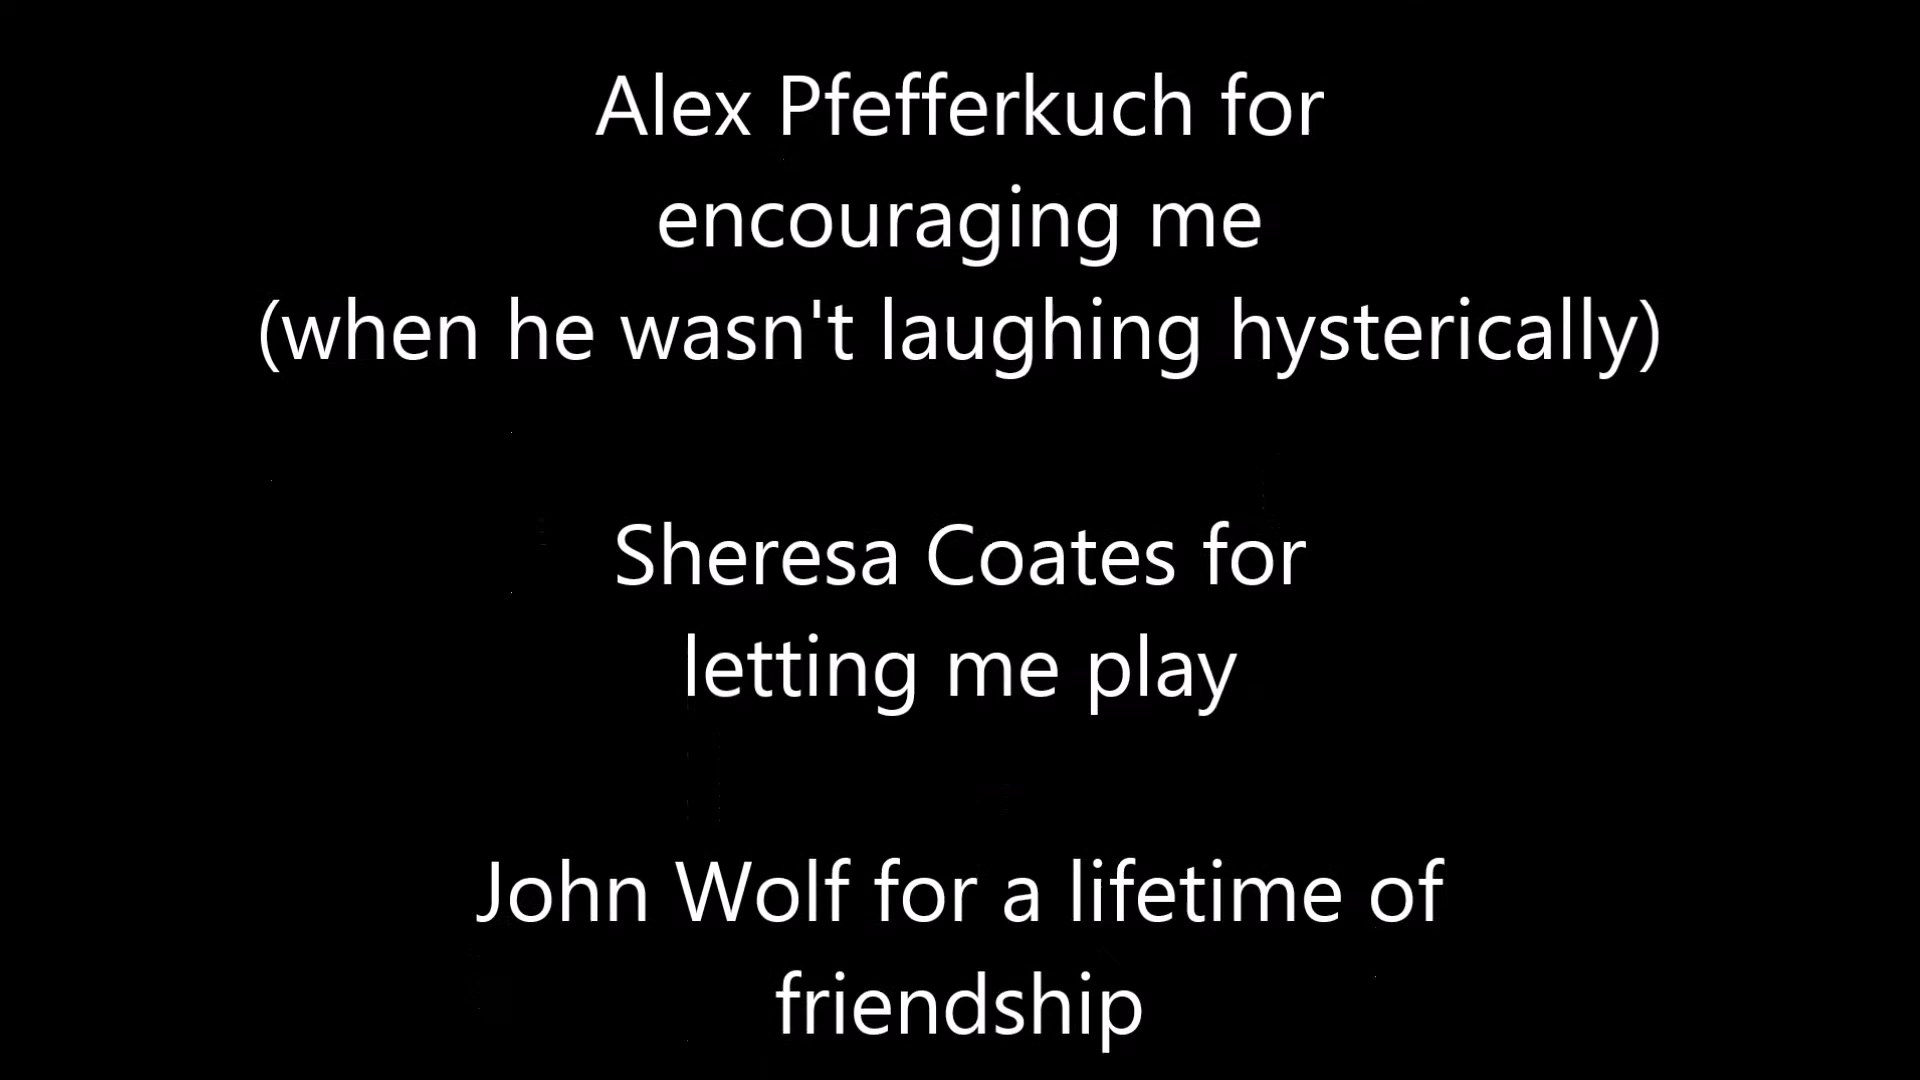 Alex Pfefferkuch for
encouraging me
(when he wasn't laughing hysterically)
Sheresa Coates for
letting me play
John Wolf for a lifetime of
friendship